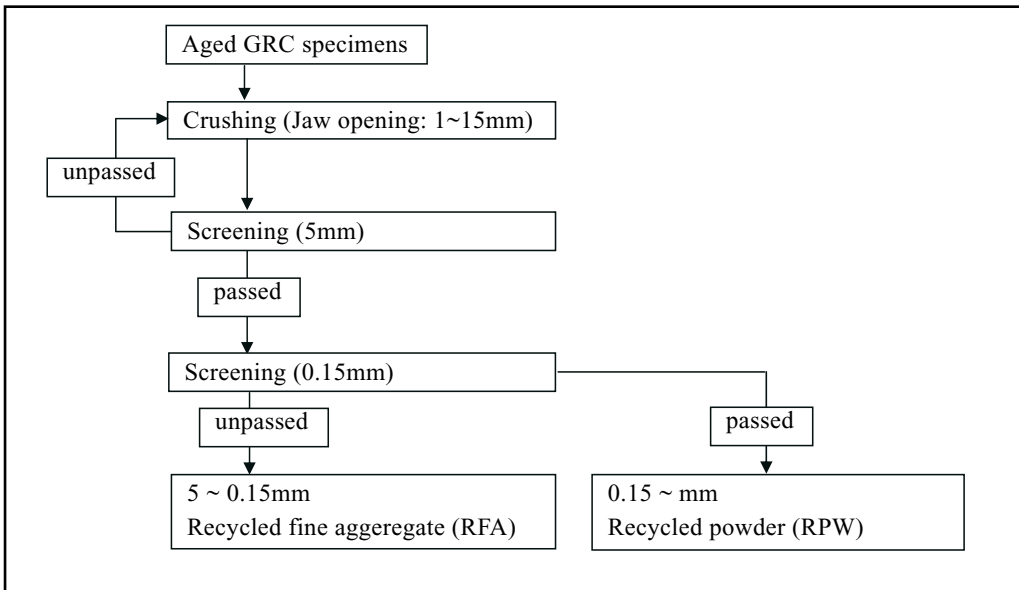 Aged GRC specimens
Crushing (Jaw opening: 1~15mm)
unpassed
Screening (5mm)
passed
Screening (0.15mm)
unpassed
passed
5 ~ 0.15mm
Recycled fine aggeregate (RFA)
0.15 ~ mm
Recycled powder (RPW)